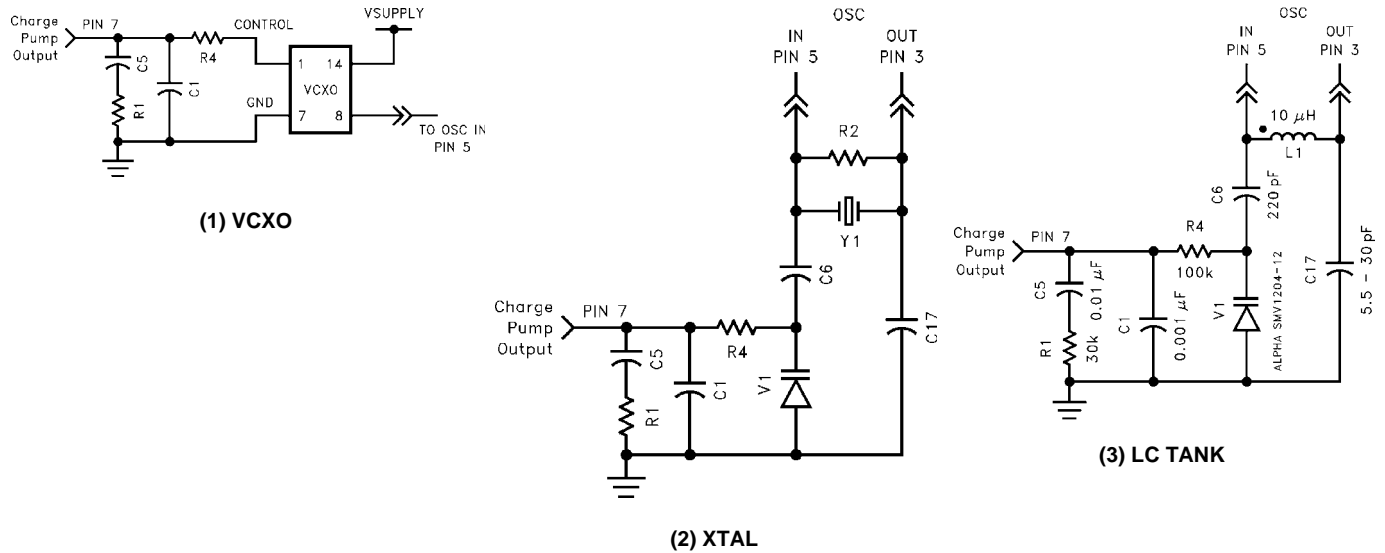 Charge
Pump
Output
PIN 7
CONTROL
VSUPPLY
R4
C5
C1
R1
1
14
VCXO
7
8
GND
TO OSC IN
PIN 5
(1) VCXO
OSC
IN
OUT
PIN 5
PIN 3
R2
Y1
C6
Charge
Pump
Output
PIN 7
R4
C5
C1
R1
V1
C17
(2) XTAL
OSC
IN
OUT
PIN 5
PIN 3
10 μH
L1
C6
220 pF
Charge
Pump
Output
PIN 7
R4
100k
C5
0.01 μF
R1
30k
C1
0.001 μF
V1
ALPHA SMV1204-12
C17
5.5 - 30 pF
(3) LC TANK